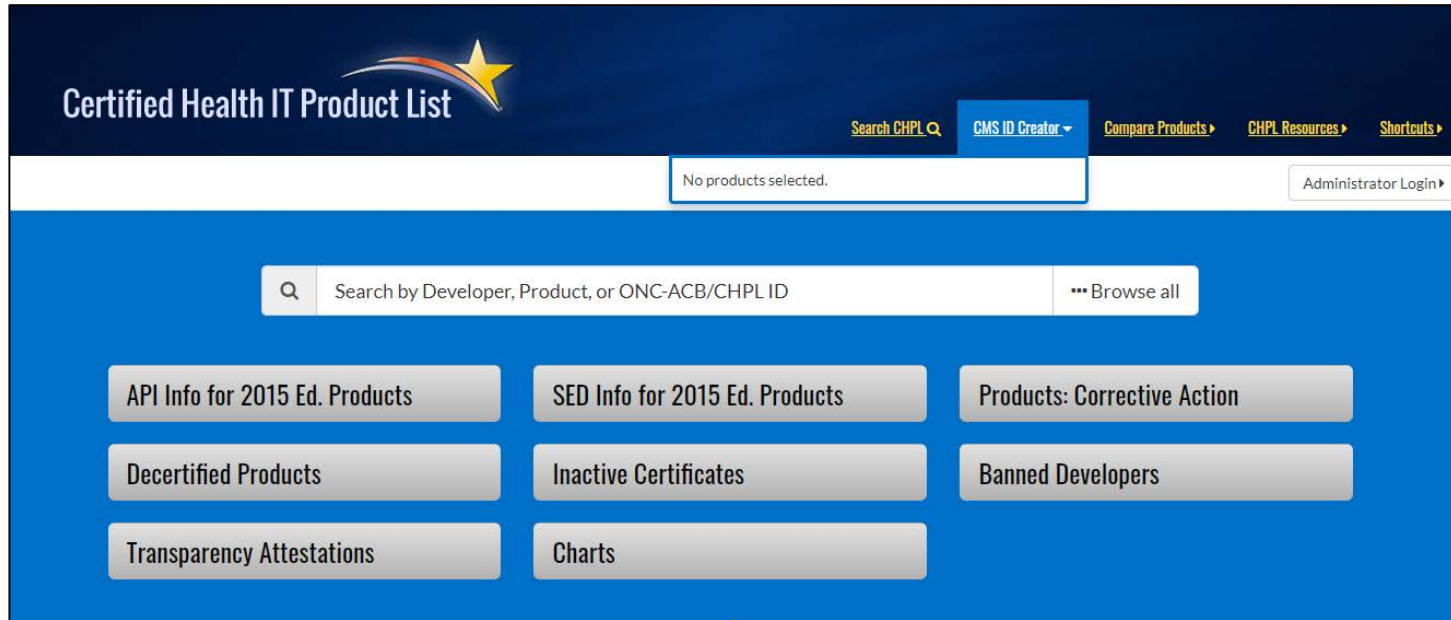 Certified Health IT Product List
Search CHPL
CMS ID Creator
Compare Products
CHPL Resources
Shortcuts
No products selected.
Administrator Login
Search by Developer, Product, or ONC-ACB/CHPL ID
Browse all
API Info for 2015 Ed. Products
SED Info for 2015 Ed. Products
Products: Corrective Action
Decertified Products
Inactive Certificates
Banned Developers
Transparency Attestations
Charts